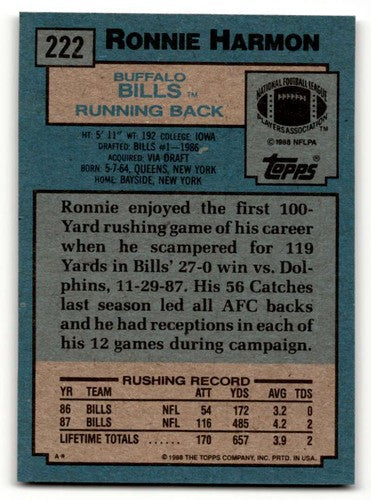 222 RONNIE HARMON
BUFFALO
BILLS TM
RUNNING BACK
NATIONAL FOOTBALL LEAGUE
PLAYERS ASSOCIATION
© 1988 NFLPA
Topps®
HT: 5' 11" WT: 192 COLLEGE: IOWA
DRAFTED: BILLS #1—1986
ACQUIRED: VIA DRAFT
BORN: 5-7-64, QUEENS, NEW YORK
HOME: BAYSIDE, NEW YORK
Ronnie enjoyed the first 100-
Yard rushing game of his career
when he scampered for 119
Yards in Bills' 27-0 win vs. Dol-
phins, 11-29-87. His 56 Catches
last season led all AFC backs
and he had receptions in each of
his 12 games during campaign.
RUSHING RECORD
YR TEAM ATT YDS AVG TDS
86 BILLS NFL 54 172 3.2 0
87 BILLS NFL 116 485 4.2 2
LIFETIME TOTALS ...... 170 657 3.9 2
A* © 1988 THE TOPPS COMPANY, INC. PRTD. IN U.S.A.